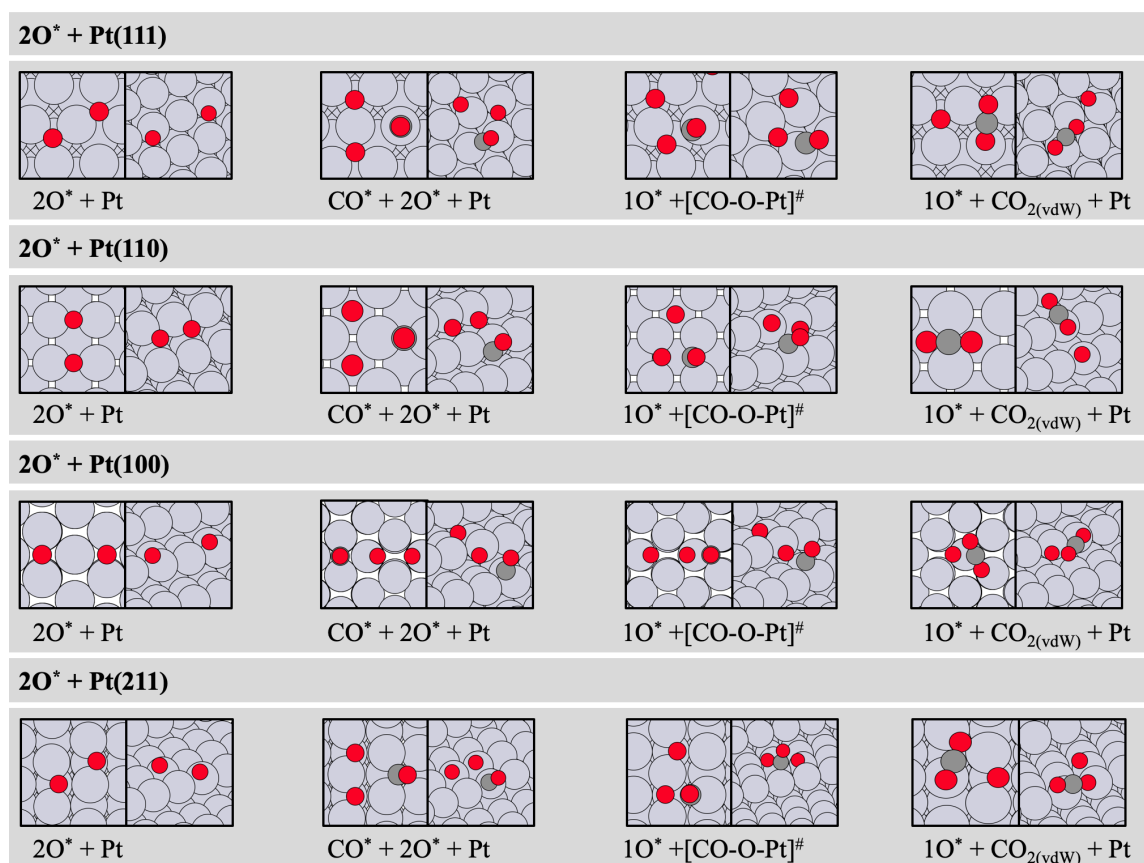 2O* + Pt(111)
2O* + Pt CO* + 2O* + Pt 1O* +[CO-O-Pt]# 1O* + CO2(vdW) + Pt
2O* + Pt(110)
2O* + Pt CO* + 2O* + Pt 1O* +[CO-O-Pt]# 1O* + CO2(vdW) + Pt
2O* + Pt(100)
2O* + Pt CO* + 2O* + Pt 1O* +[CO-O-Pt]# 1O* + CO2(vdW) + Pt
2O* + Pt(211)
2O* + Pt CO* + 2O* + Pt 1O* +[CO-O-Pt]# 1O* + CO2(vdW) + Pt